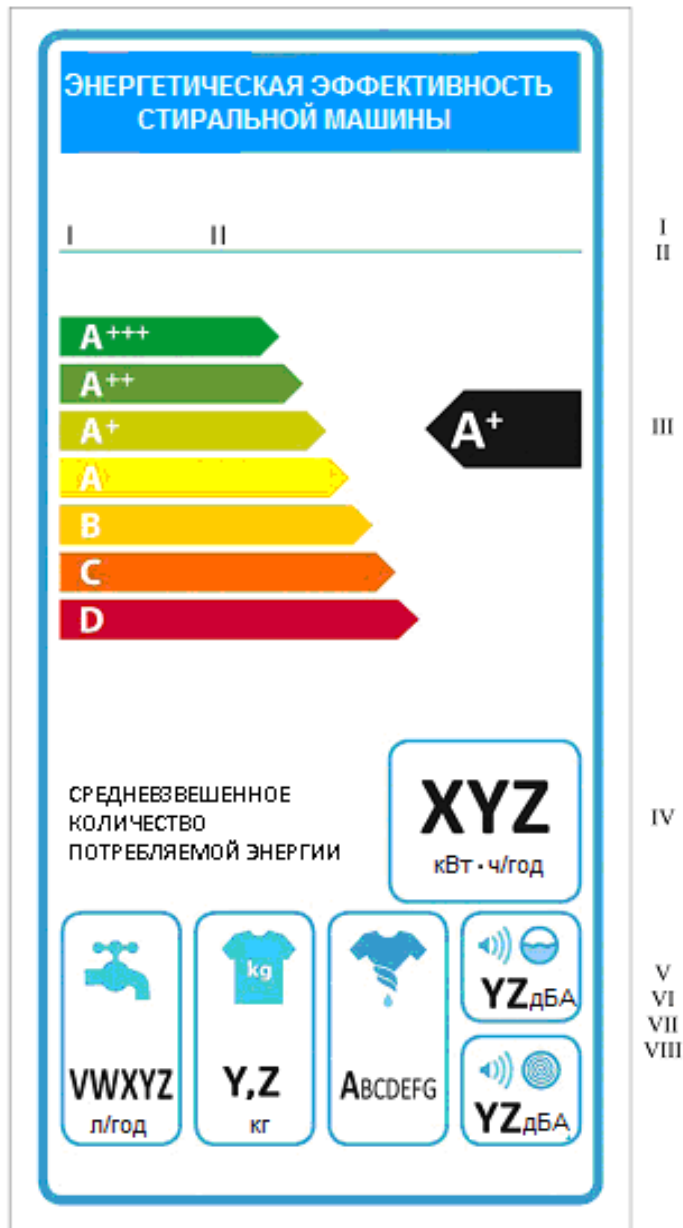 ЭНЕРГЕТИЧЕСКАЯ ЭФФЕКТИВНОСТЬ
СТИРАЛЬНОЙ МАШИНЫ
I II
I
II
A+++
A++
A+
A
B
C
D
A+
III
СРЕДНЕВЗВЕШЕННОЕ
КОЛИЧЕСТВО
ПОТРЕБЛЯЕМОЙ ЭНЕРГИИ
XYZ
кВт · ч/год
IV
VWXYZ
л/год
kg
Y,Z
кг
ABCDEFG
YZдБА
YZдБА
V
VI
VII
VIII